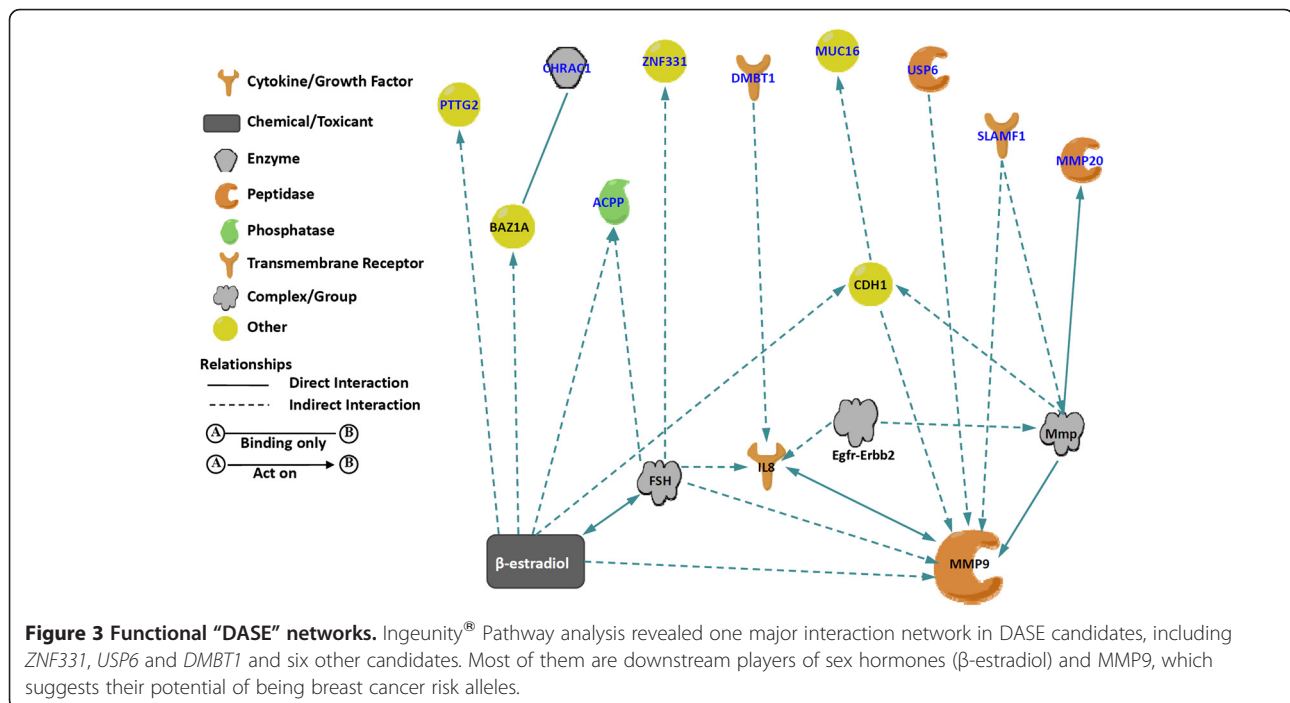 Cytokine/Growth Factor
Chemical/Toxicant
Enzyme
Peptidase
Phosphatase
Transmembrane Receptor
Complex/Group
Other
Relationships
Direct Interaction
Indirect Interaction
A B
Binding only
A B
Act on
PTTG2
CHRAC1
ZNF331
DMBT1
MUC16
USP6
SLAMF1
MMP20
BAZ1A
ACPP
CDH1
Egfr-Erbb2
Mmp
FSH
IL8
β-estradiol
MMP9
Figure 3 Functional “DASE” networks. Ingeunity® Pathway analysis revealed one major interaction network in DASE candidates, including
ZNF331, USP6 and DMBT1 and six other candidates. Most of them are downstream players of sex hormones (β-estradiol) and MMP9, which
suggests their potential of being breast cancer risk alleles.